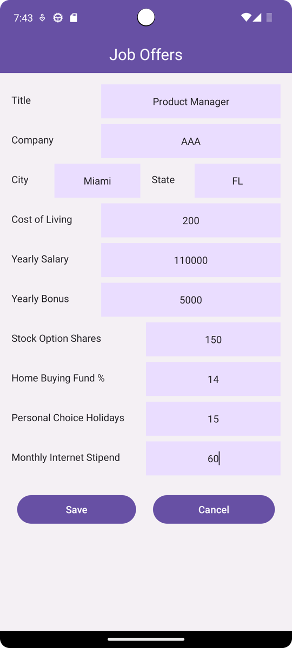 7:43
Job Offers
Title Product Manager
Company AAA
City Miami State FL
Cost of Living 200
Yearly Salary 110000
Yearly Bonus 5000
Stock Option Shares 150
Home Buying Fund % 14
Personal Choice Holidays 15
Monthly Internet Stipend 60
Save Cancel